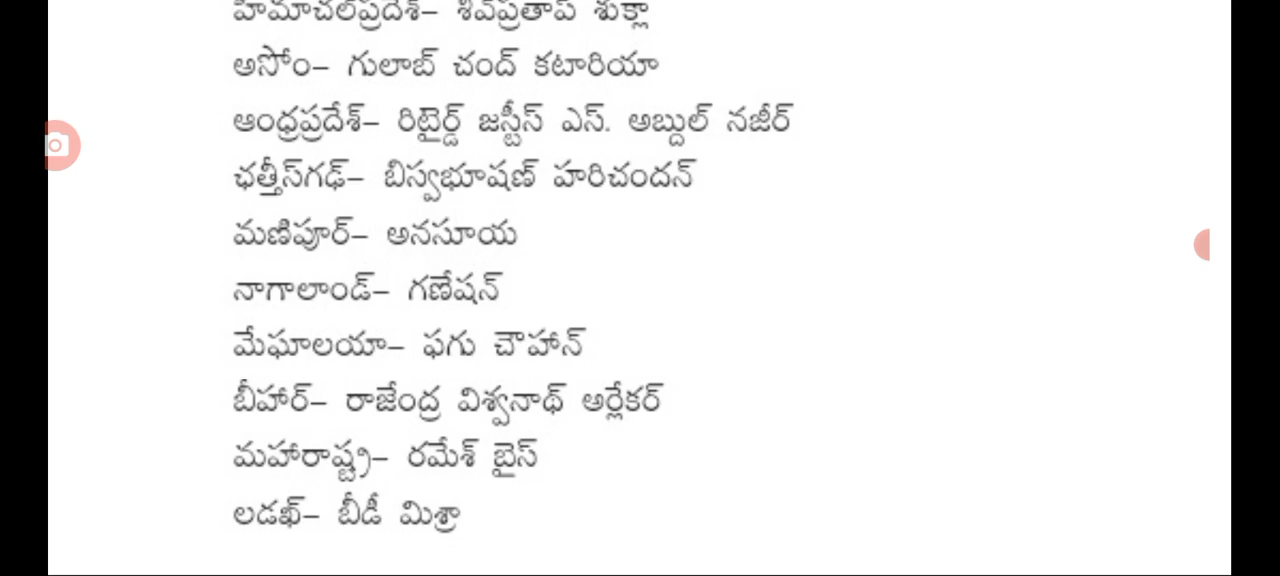 హిమాచల్‌ప్రదేశ్– శివ్‌ప్రతాప్ శుక్లా
అసోం– గులాబ్ చంద్ కటారియా
ఆంధ్రప్రదేశ్– రిటైర్డ్ జస్టీస్ ఎస్. అబ్దుల్ నజీర్
ఛత్తీస్‌గఢ్– బిస్వభూషణ్ హరిచందన్
మణిపూర్– అనసూయ
నాగాలాండ్– గణేషన్
మేఘాలయా– ఫగు చౌహాన్
బీహార్– రాజేంద్ర విశ్వనాథ్ అర్లేకర్
మహారాష్ట్ర– రమేశ్ బైస్
లడఖ్– బీడీ మిశ్రా